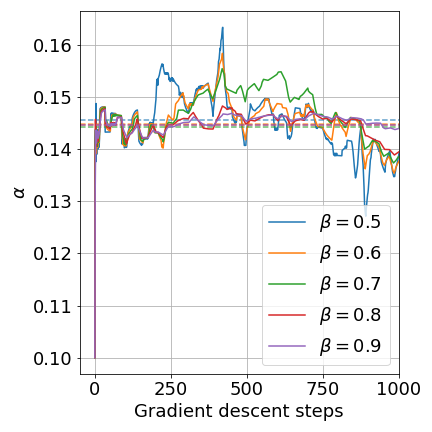 0.16
0.15
0.14
0.13
0.12
0.11
0.10
α
0 250 500 750 1000
Gradient descent steps
β = 0.5
β = 0.6
β = 0.7
β = 0.8
β = 0.9